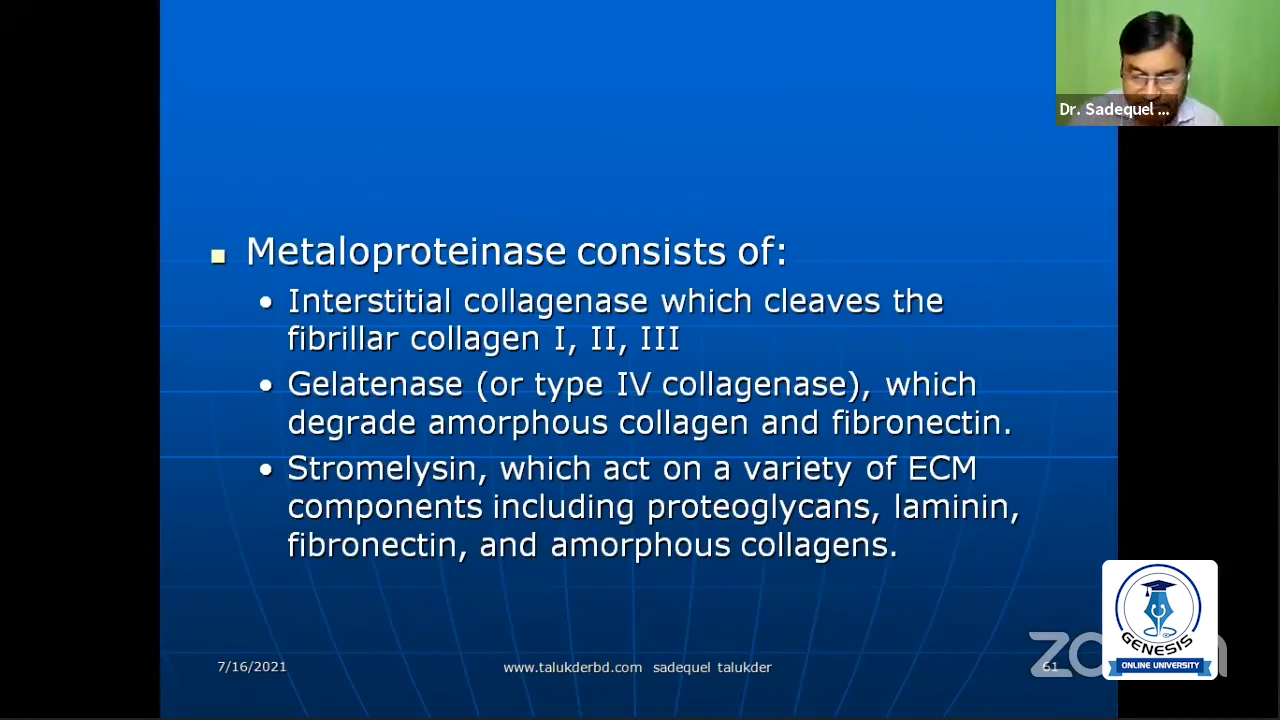 Dr. Sadequel ...
Metaloproteinase consists of:
Interstitial collagenase which cleaves the
fibrillar collagen I, II, III
Gelatenase (or type IV collagenase), which
degrade amorphous collagen and fibronectin.
Stromelysin, which act on a variety of ECM
components including proteoglycans, laminin,
fibronectin, and amorphous collagens.
7/16/2021
www.talukderbd.com sadequel talukder
61
GENESIS
ONLINE UNIVERSITY